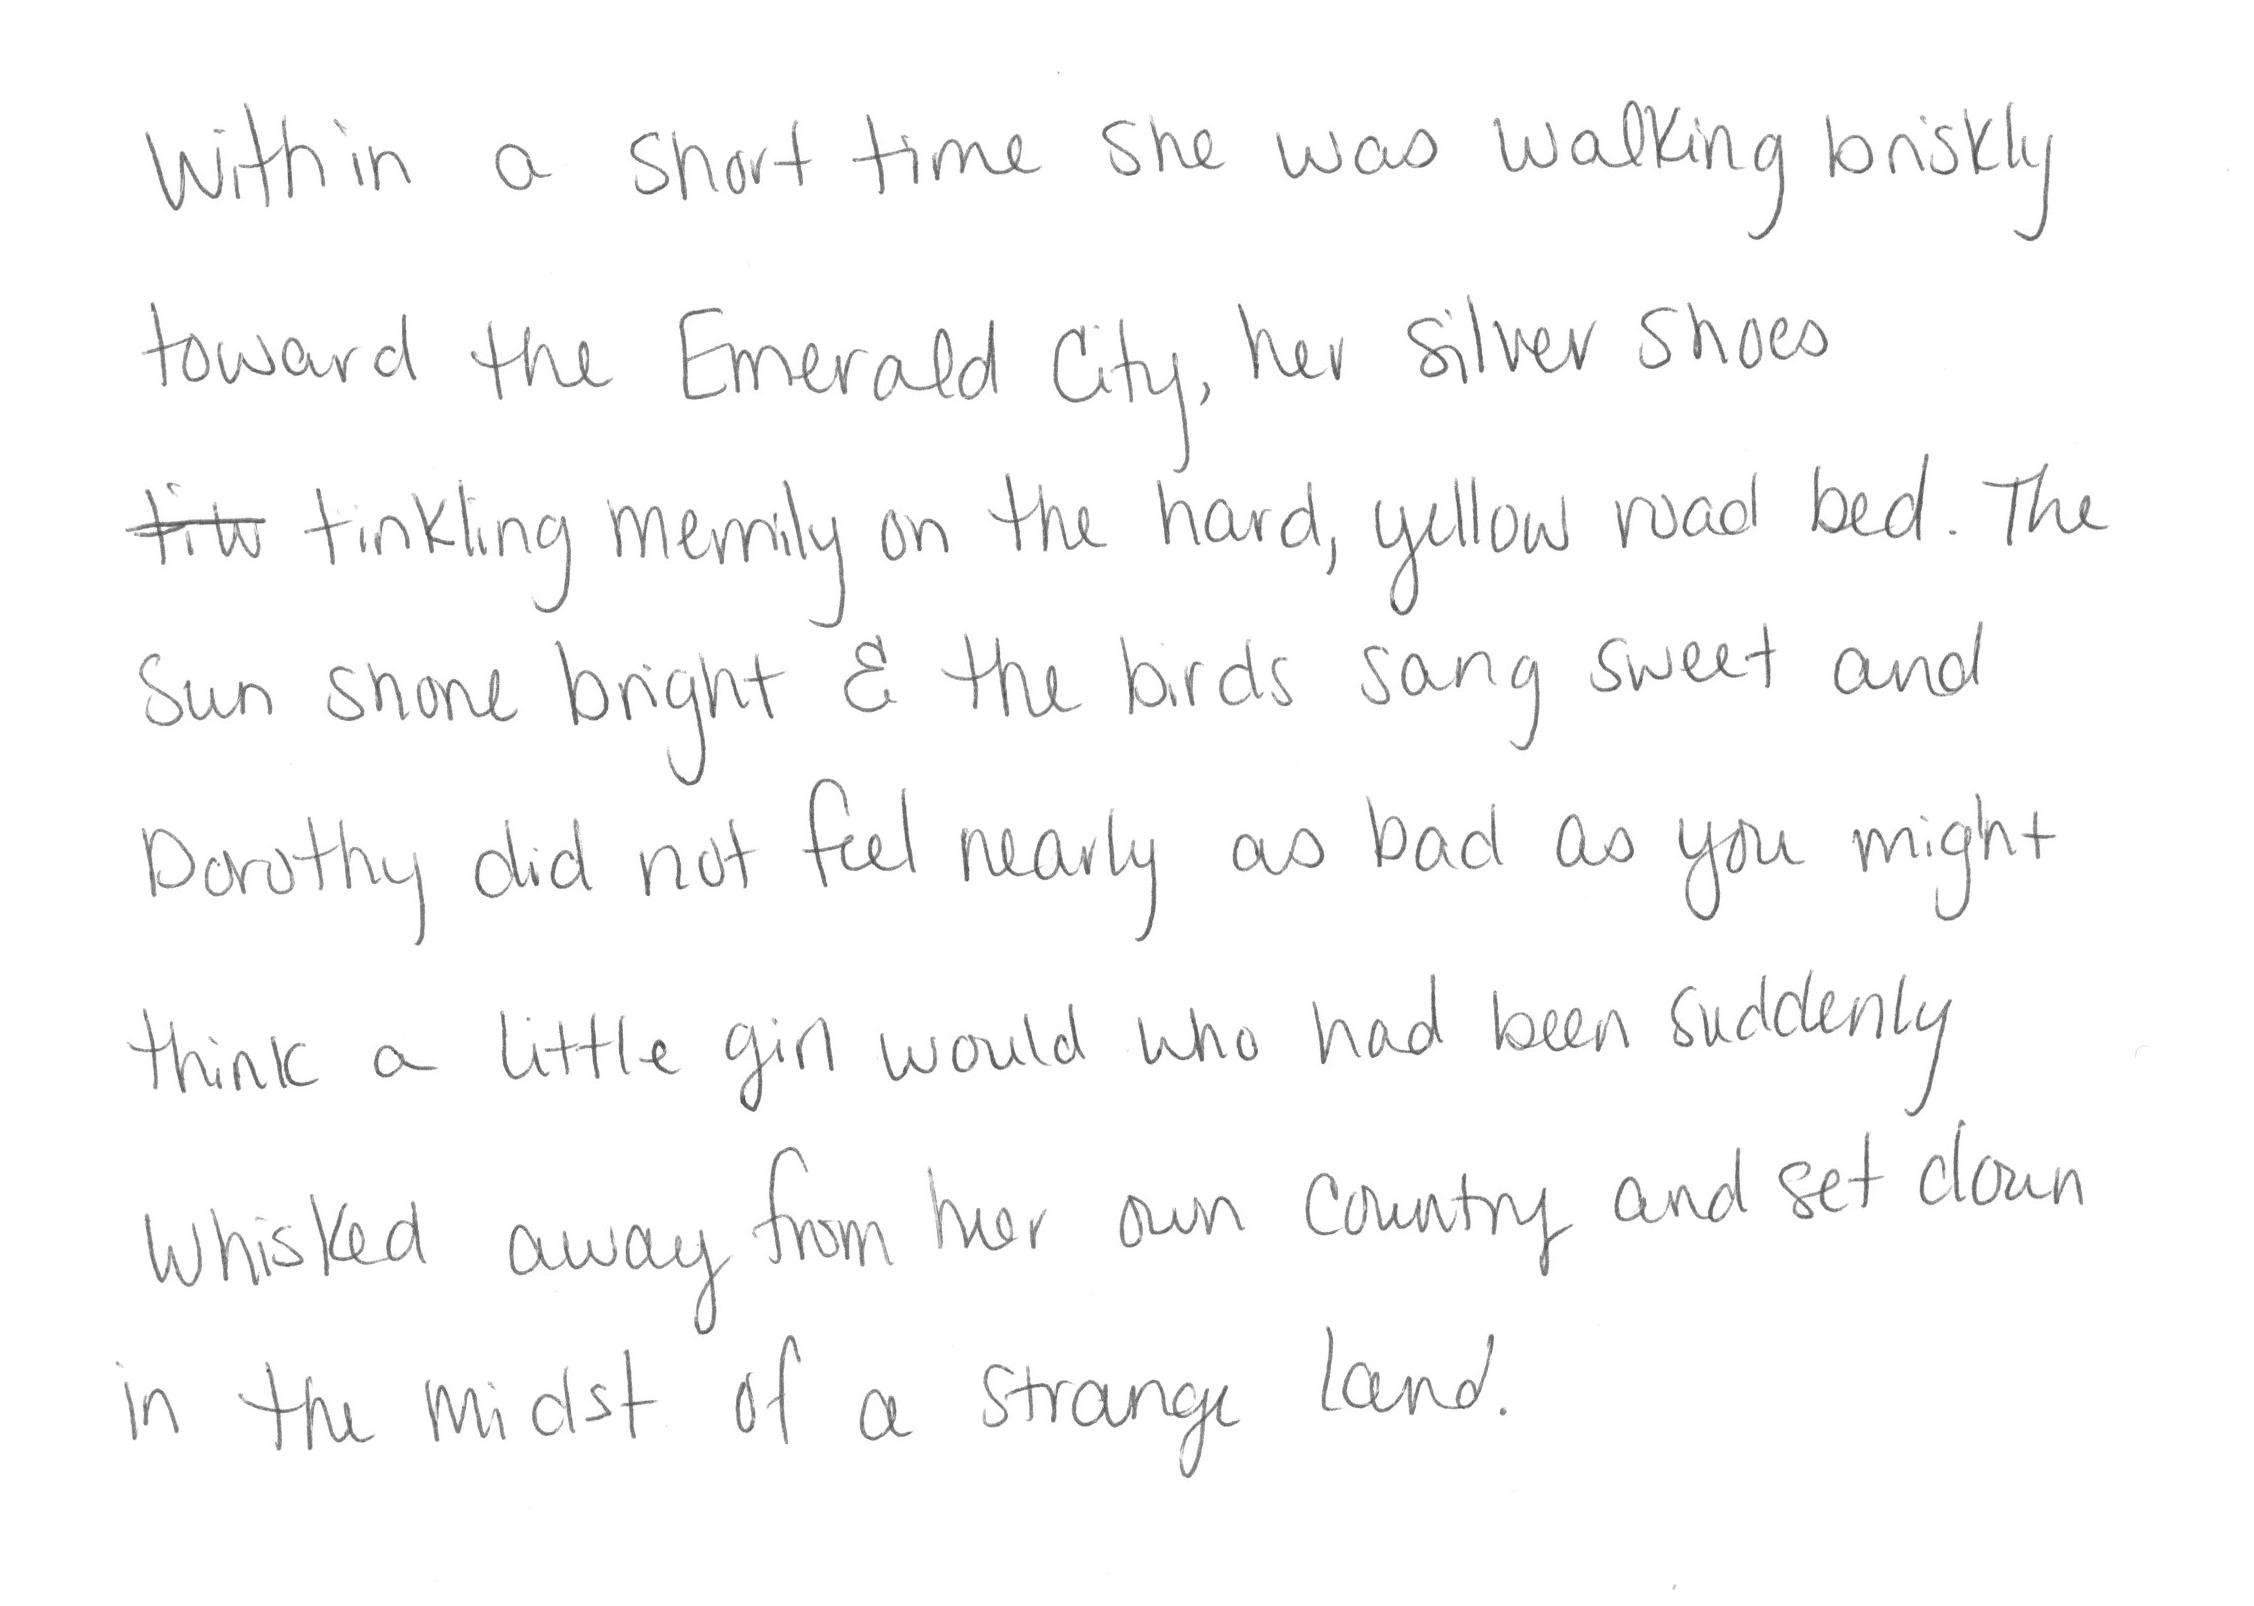 Within a short time she was walking briskly
toward the Emerald City, her silver shoes
tinkling merrily on the hard, yellow road bed. The
Sun shone bright & the birds sang sweet and
Dorothy did not feel nearly as bad as you might
think a little girl would who had been suddenly
whisked away from her own country and set down
in the midst of a strange land.